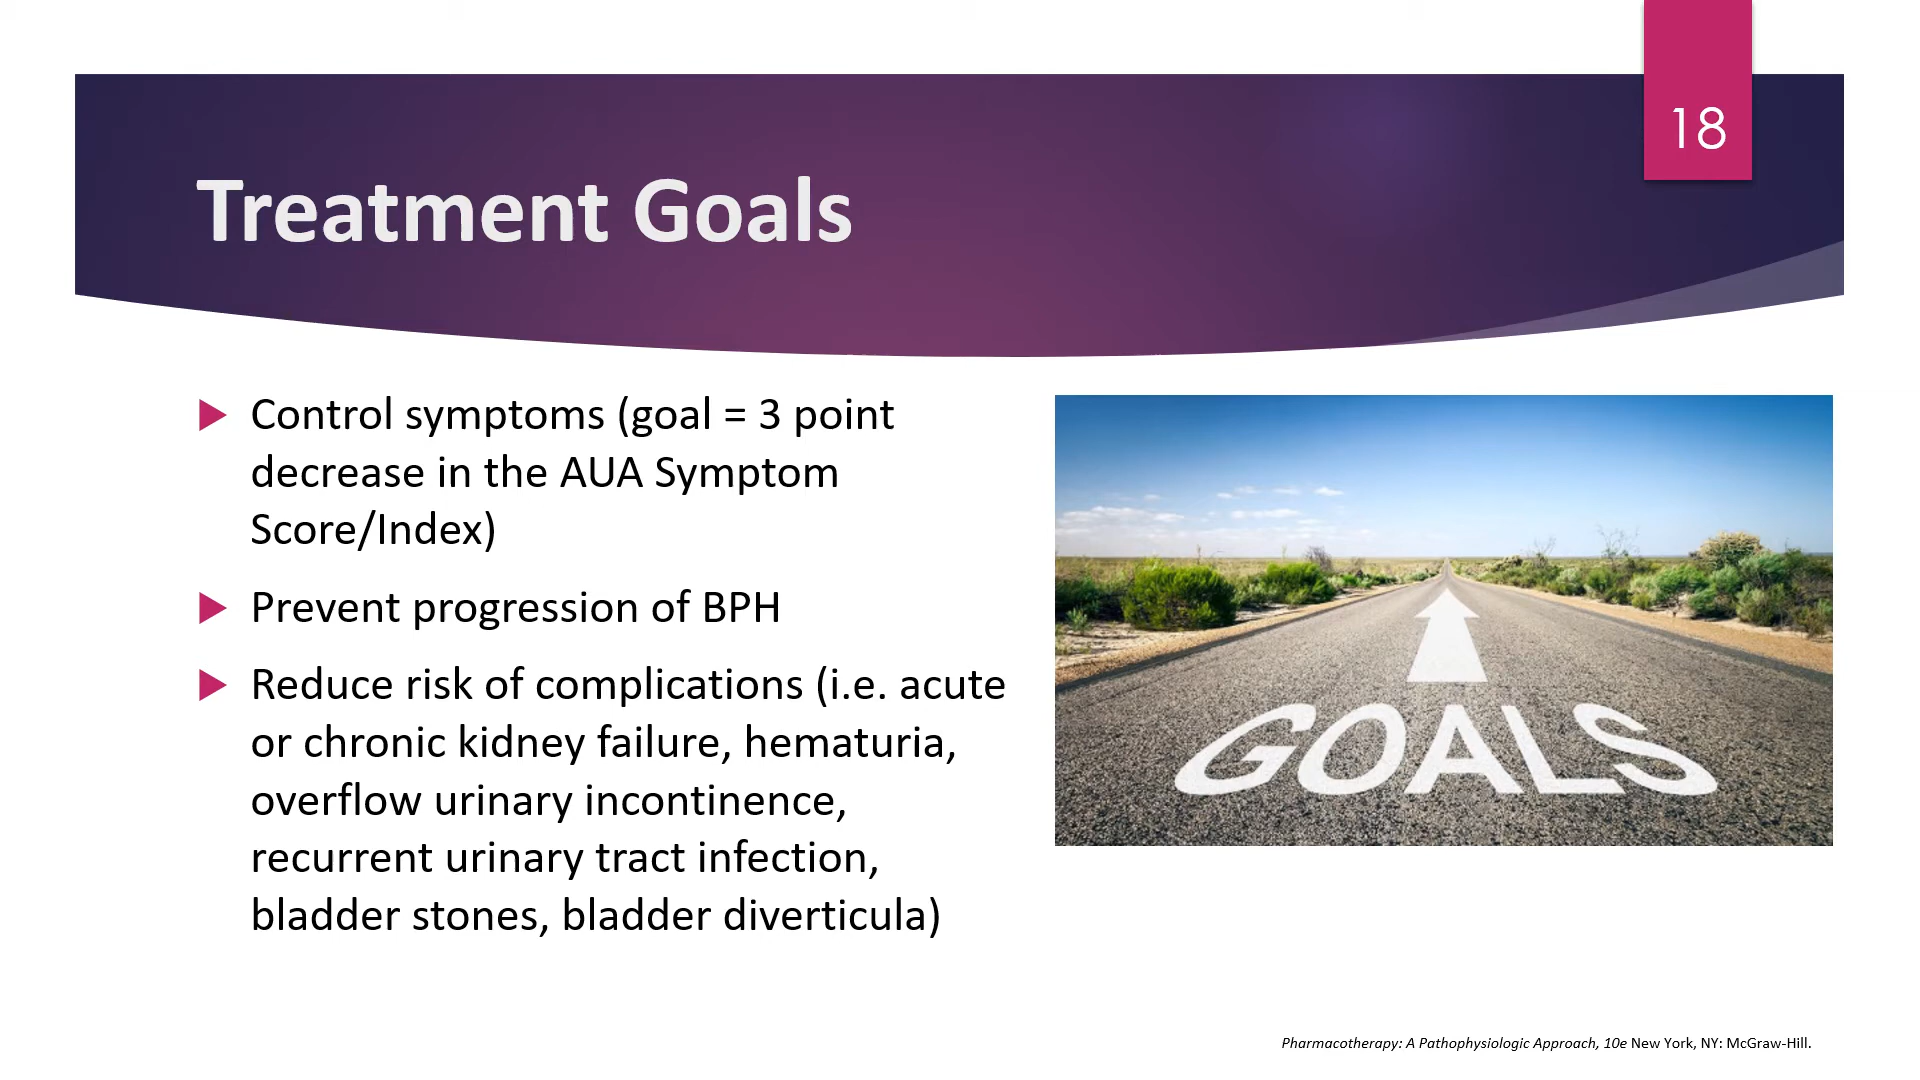 18
Treatment Goals
Control symptoms (goal = 3 point
decrease in the AUA Symptom
Score/Index)
Prevent progression of BPH
Reduce risk of complications (i.e. acute
or chronic kidney failure, hematuria,
overflow urinary incontinence,
recurrent urinary tract infection,
bladder stones, bladder diverticula)
GOALS
Pharmacotherapy: A Pathophysiologic Approach, 10e New York, NY: McGraw-Hill.